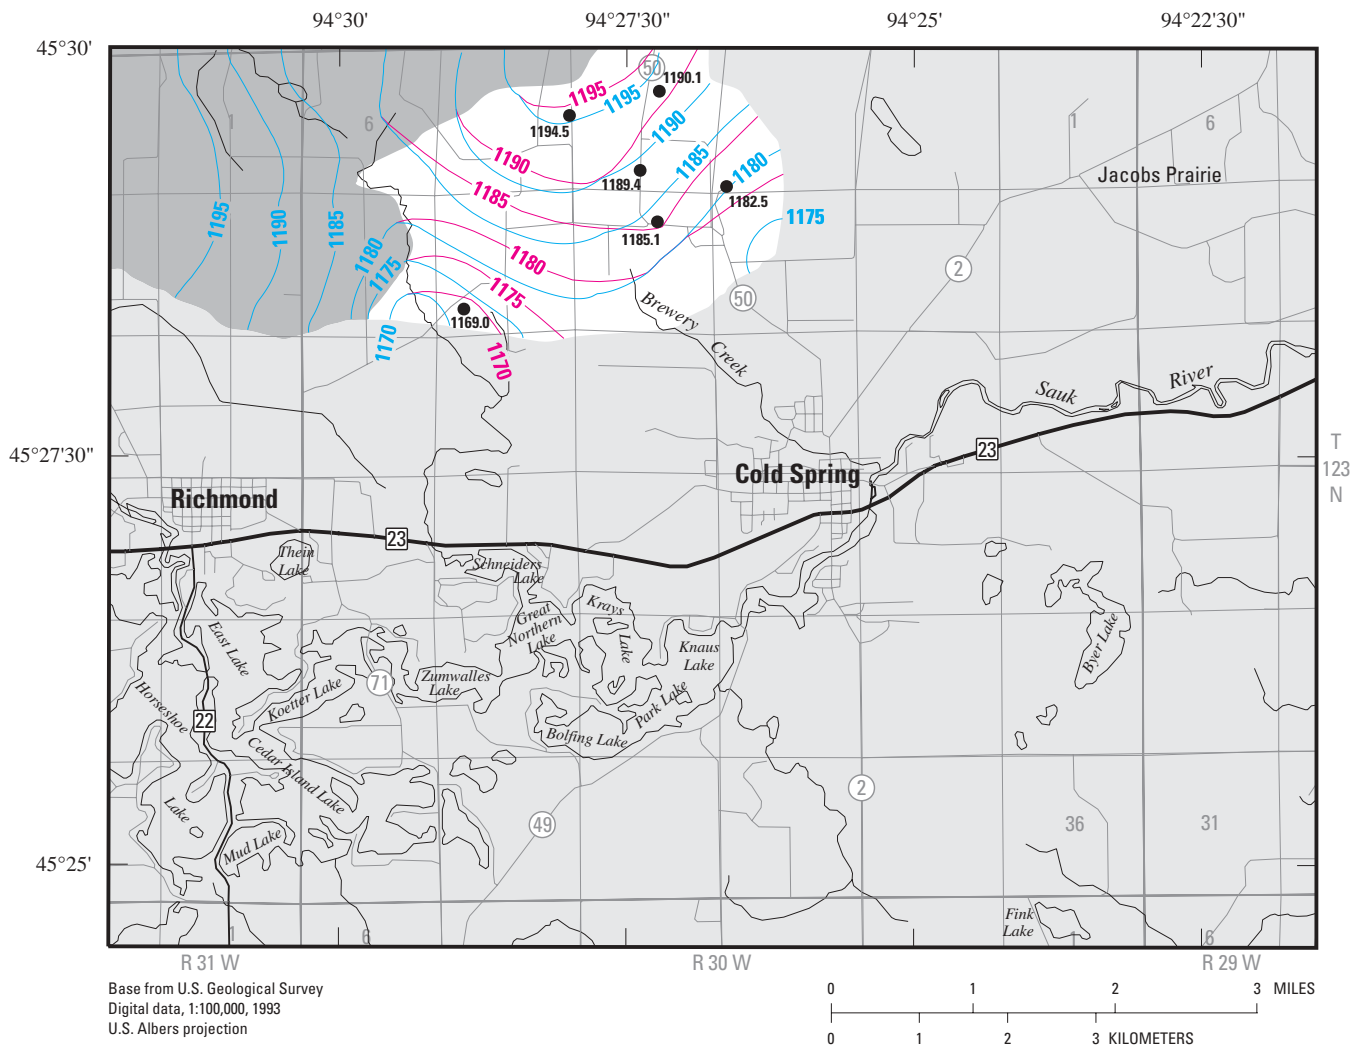 94°30'
94°27'30"
94°25'
94°22'30"
45°30'
45°27'30"
45°25'
50
1190.1
1195
1195
1194.5
1
6
1
6
1190
1190
1189.4
1185
1185
1180
1182.5
Jacobs Prairie
1195
1190
1185
1180
1175
1185.1
1175
1180
2
1175
50
1169.0
1170
1170
Brewery
Creek
Sauk
River
23
T
123
N
Cold Spring
Richmond
23
Thein
Lake
Schneiders
Lake
Great
Northern
Lake
Krays
Lake
Knaus
Lake
Byer Lake
East Lake
Zumwalles
Lake
71
Koetter Lake
Park Lake
Horseshoe
Lake
22
Bolfing Lake
Cedar Island Lake
2
49
36
31
Mud Lake
Fink
Lake
1
6
1
6
R 31 W
R 30 W
R 29 W
Base from U.S. Geological Survey
Digital data, 1:100,000, 1993
U.S. Albers projection
0 1 2 3 MILES
0 1 2 3 KILOMETERS